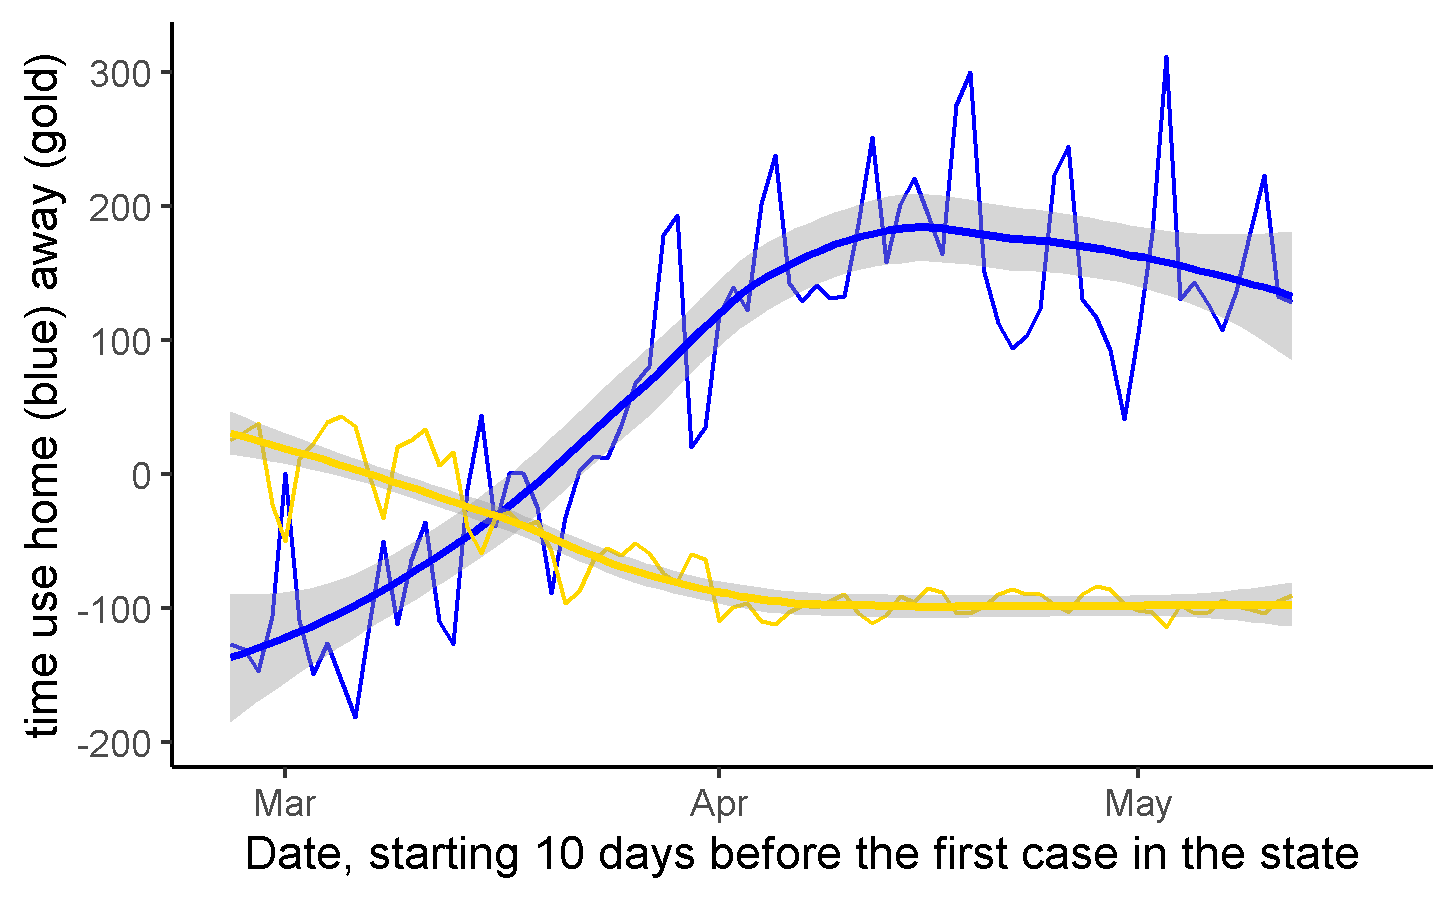 time use home (blue) away (gold)
300
200
100
0
-100
-200
Mar
Apr
May
Date, starting 10 days before the first case in the state